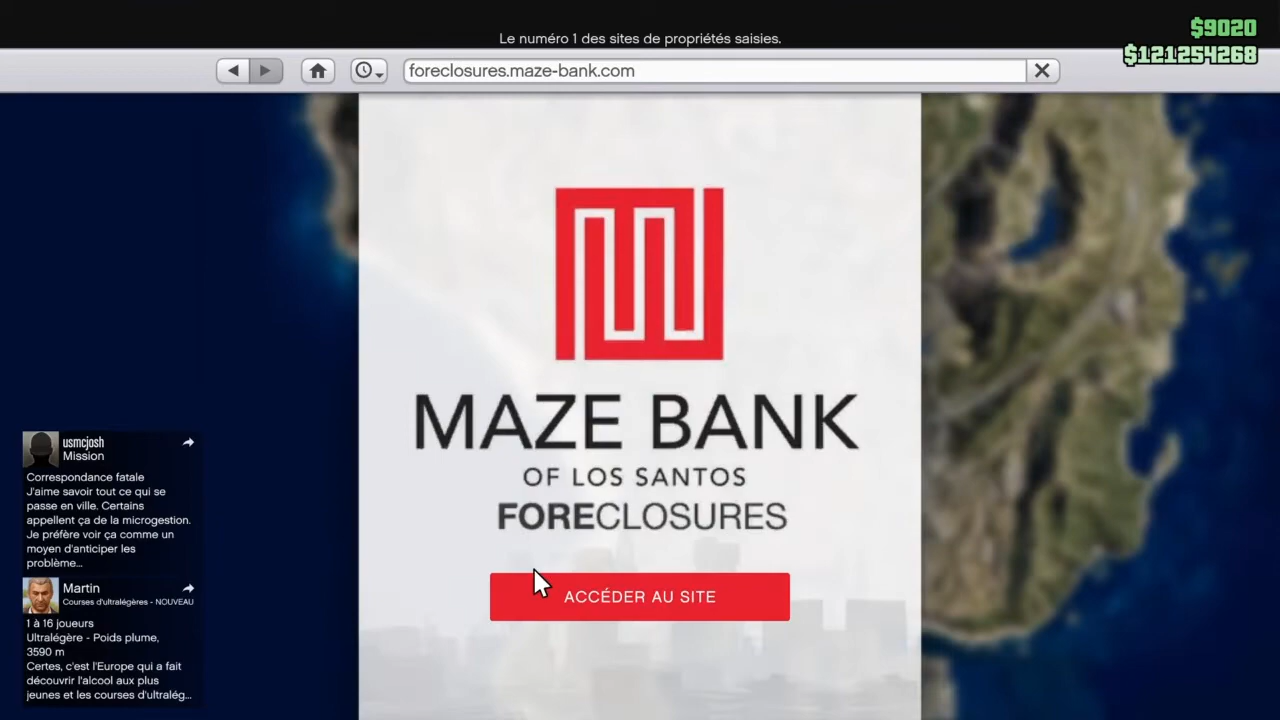 Le numéro 1 des sites de propriétés saisies.
$9020
$121254268
foreclosures.maze-bank.com
MAZE BANK
OF LOS SANTOS
FORECLOSURES
ACCÉDER AU SITE
usmcjosh
Mission
Correspondance fatale
J'aime savoir tout ce qui se
passe en ville. Certains
appellent ça de la microgestion.
Je préfère voir ça comme un
moyen d'anticiper les
problème...
Martin
Courses d'ultralégères - NOUVEAU
1 à 16 joueurs
Ultralégère - Poids plume,
3590 m
Certes, c'est l'Europe qui a fait
découvrir l'alcool aux plus
jeunes et les courses d'ultralég...